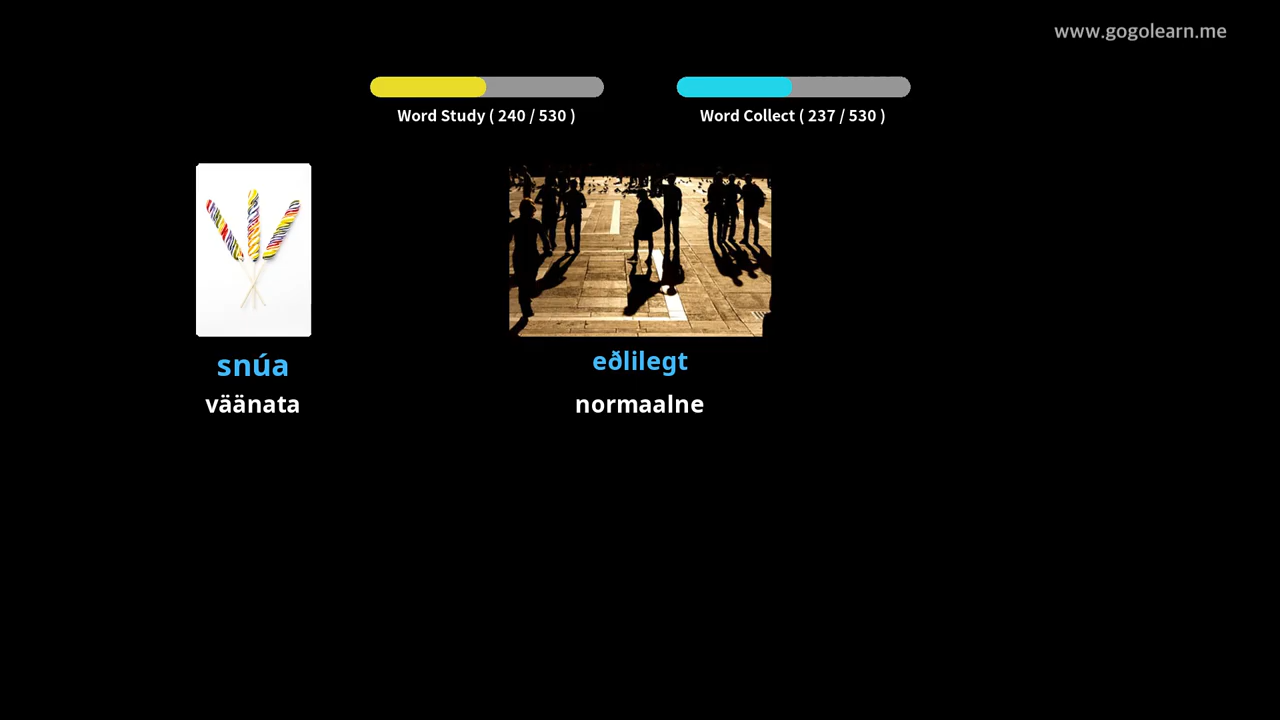 www.gogolearn.me
Word Study ( 240 / 530 )
Word Collect ( 237 / 530 )
snúa
väänata
eðlilegt
normaalne